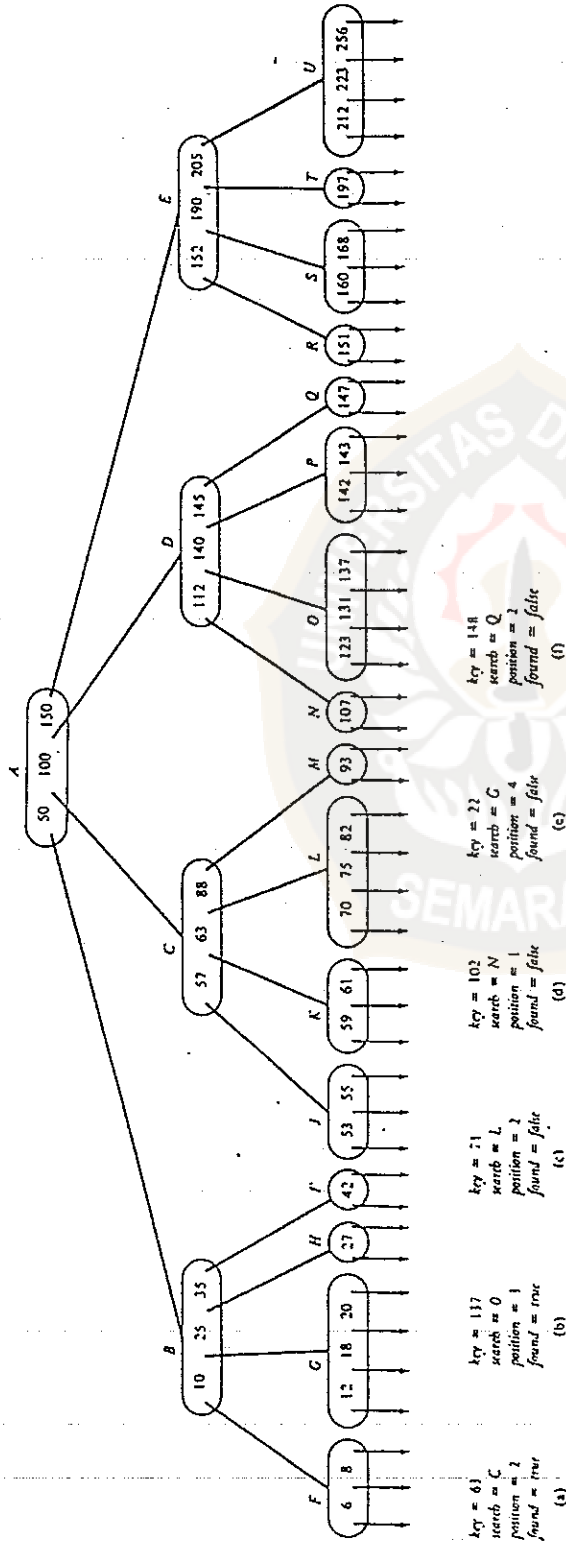 A
50 100 150
B C D E
10 25 35 57 63 88 112 140 145 152 190 205
F G H I J K L M N O P Q R S T U
6 8 12 18 20 27 42 53 55 59 61 70 75 82 93 107 123 131 137 142 143 147 151 160 168 197 212 223 256
key = 63
search = C
position = 2
found = true
(a)
key = 137
search = O
position = 3
found = true
(b)
key = 71
search = L
position = 2
found = false
(c)
key = 102
search = N
position = 1
found = false
(d)
key = 22
search = G
position = 4
found = false
(e)
key = 148
search = Q
position = 2
found = false
(f)
SEMARA
UNIVERSITAS D